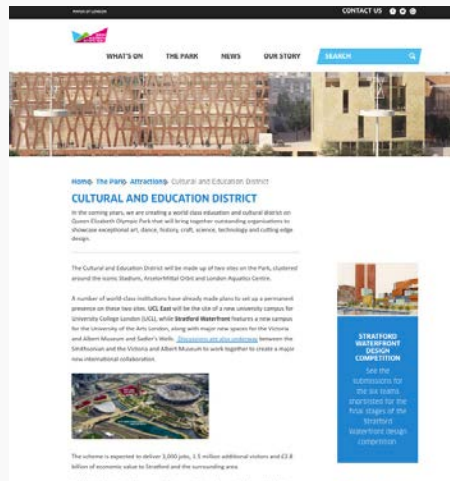 MAYOR OF LONDON
CONTACT US
WHAT'S ON THE PARK NEWS OUR STORY SEARCH
Home The Park Attractions Cultural and Education District
CULTURAL AND EDUCATION DISTRICT
In the coming years, we are creating a world class education and cultural district on
Queen Elizabeth Olympic Park that will bring together outstanding organisations to
showcase exceptional art, dance, history, craft, science, technology and cutting edge
design.
The Cultural and Education District will be made up of two sites on the Park, clustered
around the iconic Stadium, ArcelorMittal Orbit and London Aquatics Centre.
A number of world-class institutions have already made plans to set up a permanent
presence on these two sites. UCL East will be the site of a new university campus for
University College London (UCL), while Stratford Waterfront features a new campus
for the University of the Arts London, along with major new spaces for the Victoria
and Albert Museum and Sadler's Wells. Discussions are also underway between the
Smithsonian and the Victoria and Albert Museum to work together to create a major
new international collaboration.
The scheme is expected to deliver 3,000 jobs, 1.5 million additional visitors and £2.8
billion of economic value to Stratford and the surrounding area
STRATFORD
WATERFRONT
DESIGN
COMPETITION
See the
submissions for
the six teams
shortlisted for the
final stages of the
Stratford
Waterfront design
competition